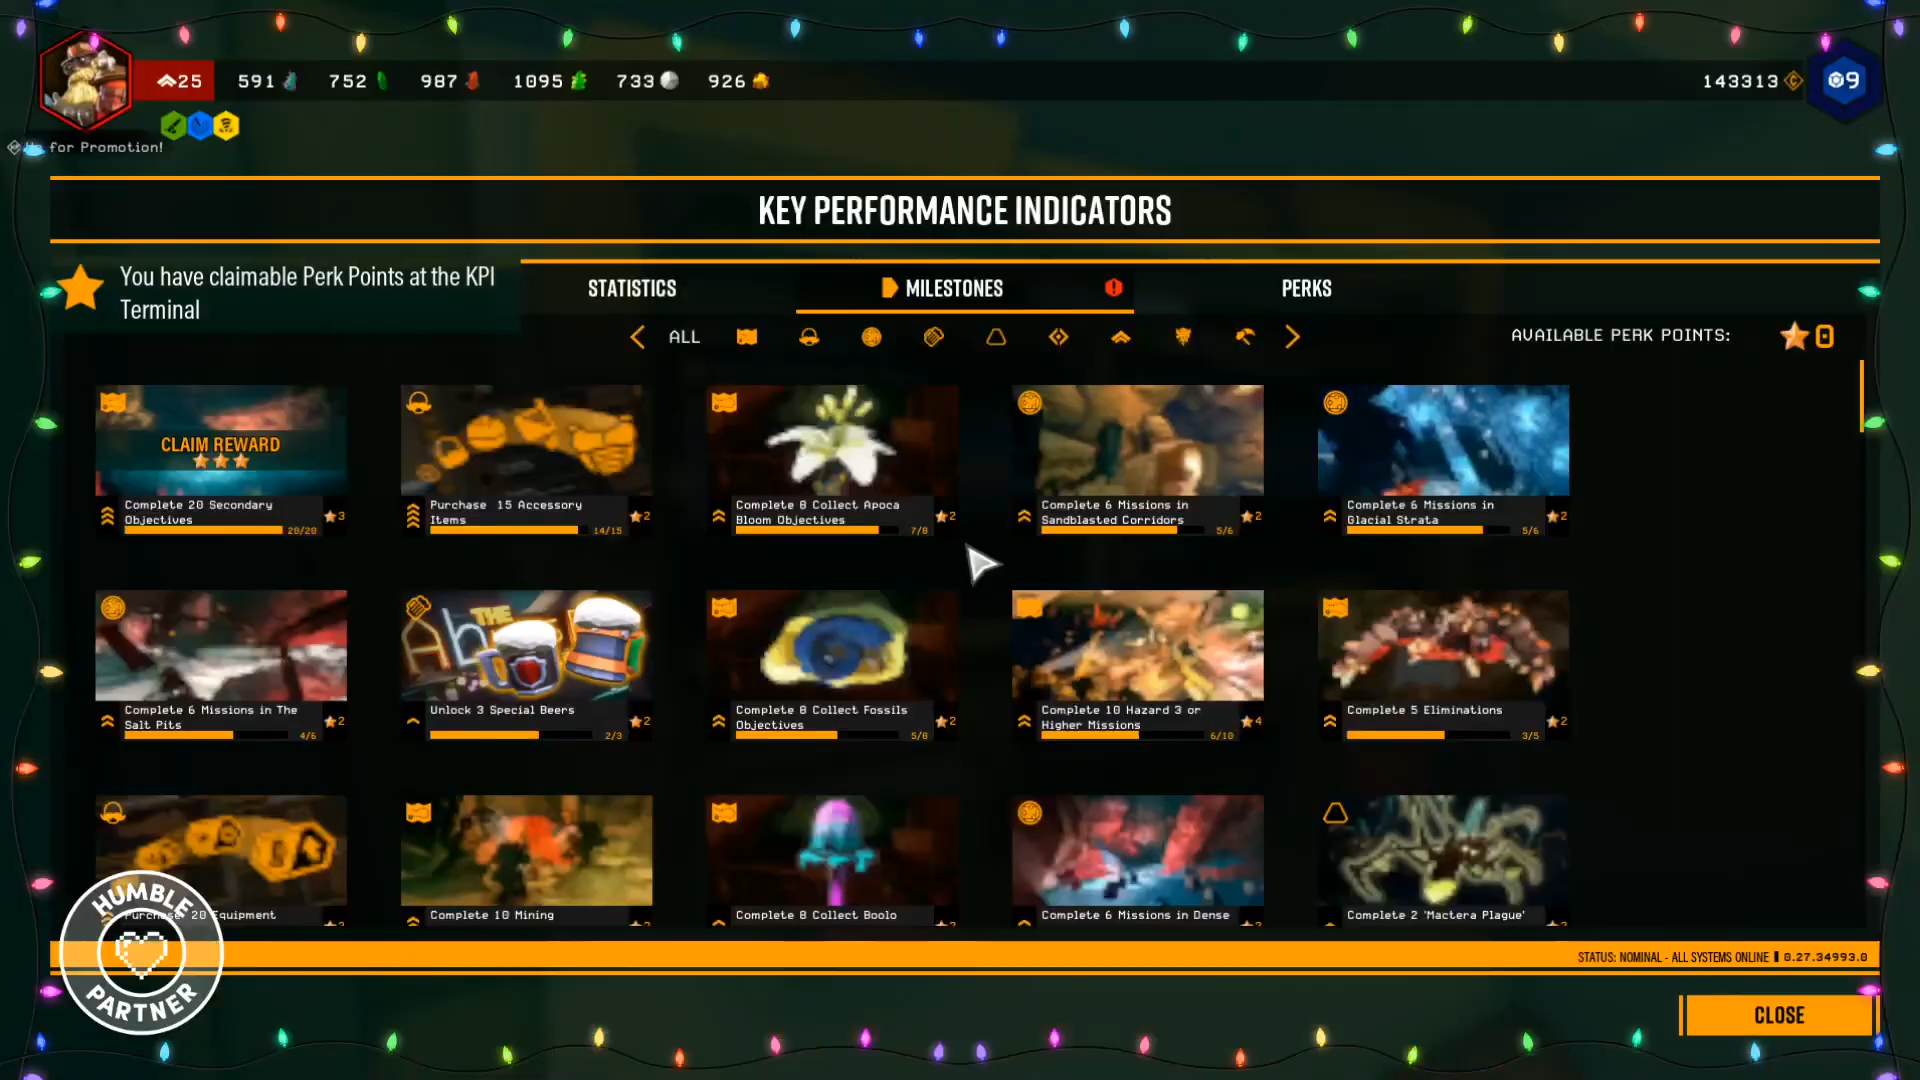 25 591 752 987 1095 733 926 143313 9
for Promotion!
KEY PERFORMANCE INDICATORS
You have claimable Perk Points at the KPI
Terminal
STATISTICS MILESTONES PERKS
ALL AVAILABLE PERK POINTS: 0
CLAIM REWARD
Complete 20 Secondary
Objectives
3
20/20
Purchase 15 Accessory
Items
2
14/15
Complete 8 Collect Apoca
Bloom Objectives
2
7/8
Complete 6 Missions in
Sandblasted Corridors
2
5/6
Complete 6 Missions in
Glacial Strata
2
5/6
Complete 6 Missions in The
Salt Pits
2
4/6
THE
Ab
Unlock 3 Special Beers
2
2/3
Complete 8 Collect Fossils
Objectives
2
5/8
Complete 10 Hazard 3 or
Higher Missions
4
6/10
Complete 5 Eliminations
2
3/5
Purchase 20 Equipment
Complete 10 Mining
Complete 8 Collect Boolo
Complete 6 Missions in Dense
Complete 2 'Mactera Plague'
HUMBLE
PARTNER
STATUS: NOMINAL - ALL SYSTEMS ONLINE 0.27.34993.0
CLOSE